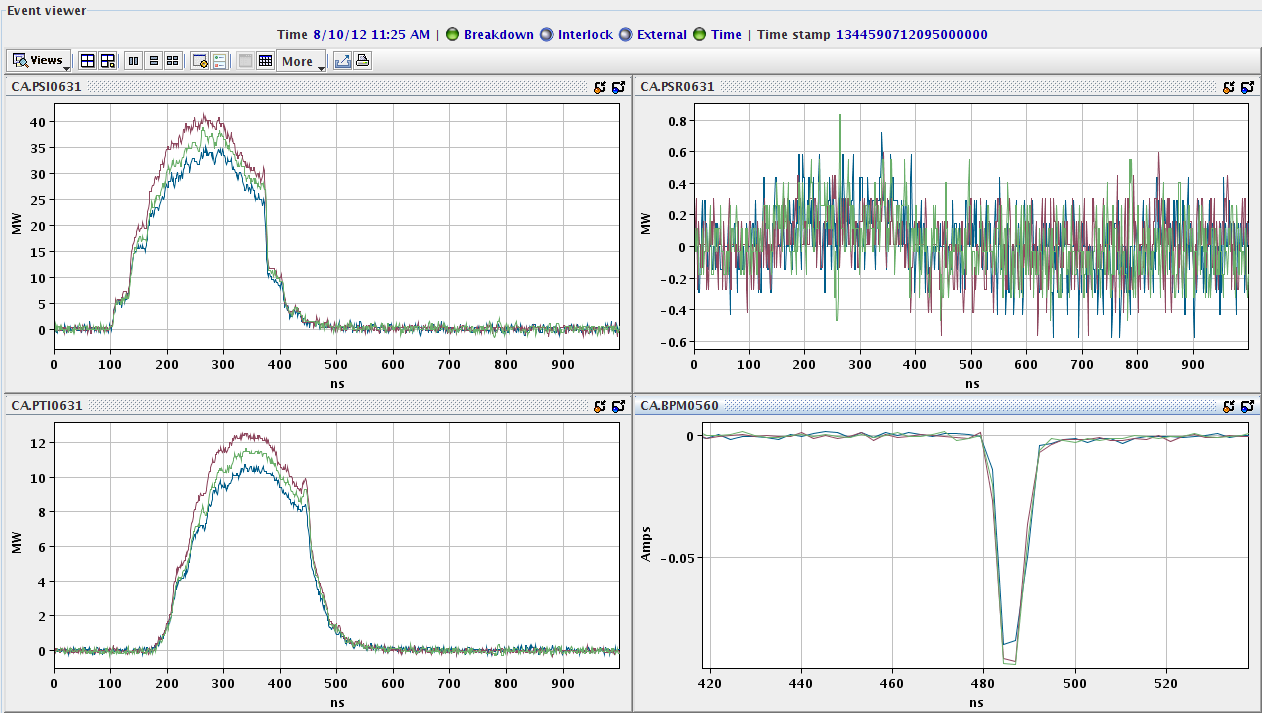 Event viewer
Time 8/10/12 11:25 AM | Breakdown Interlock External Time | Time stamp 1344590712095000000
Views More
CA.PSI0631
40
35
30
25
20
15
10
5
0
MW
0 100 200 300 400 500 600 700 800 900
ns
CA.PSR0631
0.8
0.6
0.4
0.2
0
-0.2
-0.4
-0.6
MW
0 100 200 300 400 500 600 700 800 900
ns
CA.PTI0631
12
10
8
6
4
2
0
MW
0 100 200 300 400 500 600 700 800 900
ns
CA.BPM0560
0
-0.05
Amps
420 440 460 480 500 520
ns